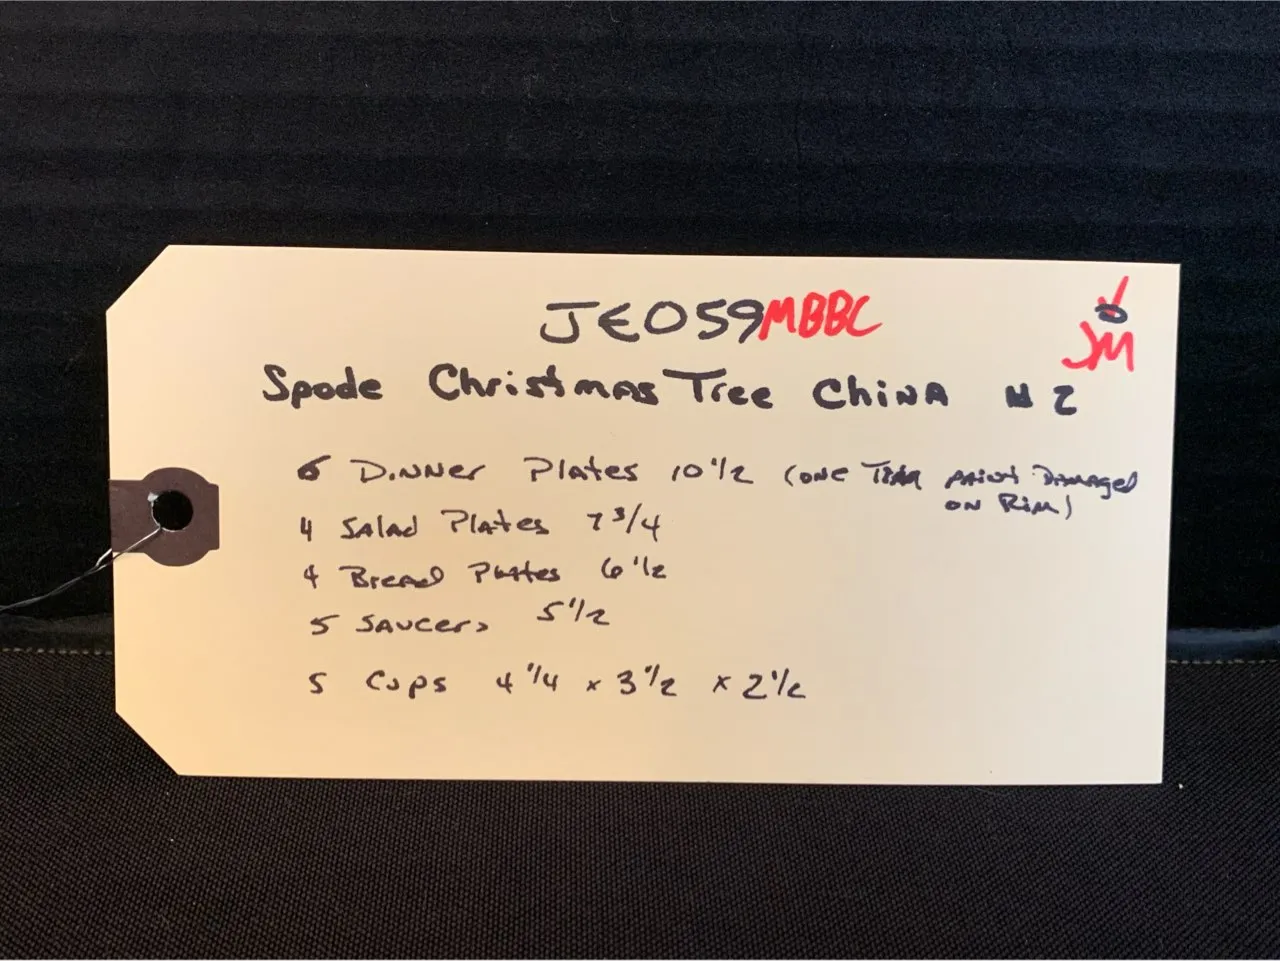 JE059MBBC
JM
Spode Christmas Tree China # 2
6 Dinner Plates 10 1/2 (one paint Damaged
on Rim)
4 Salad Plates 7 3/4
4 Bread Plates 6 1/2
5 Saucers 5 1/2
5 Cups 4 1/4 x 3 1/2 x 2 1/2